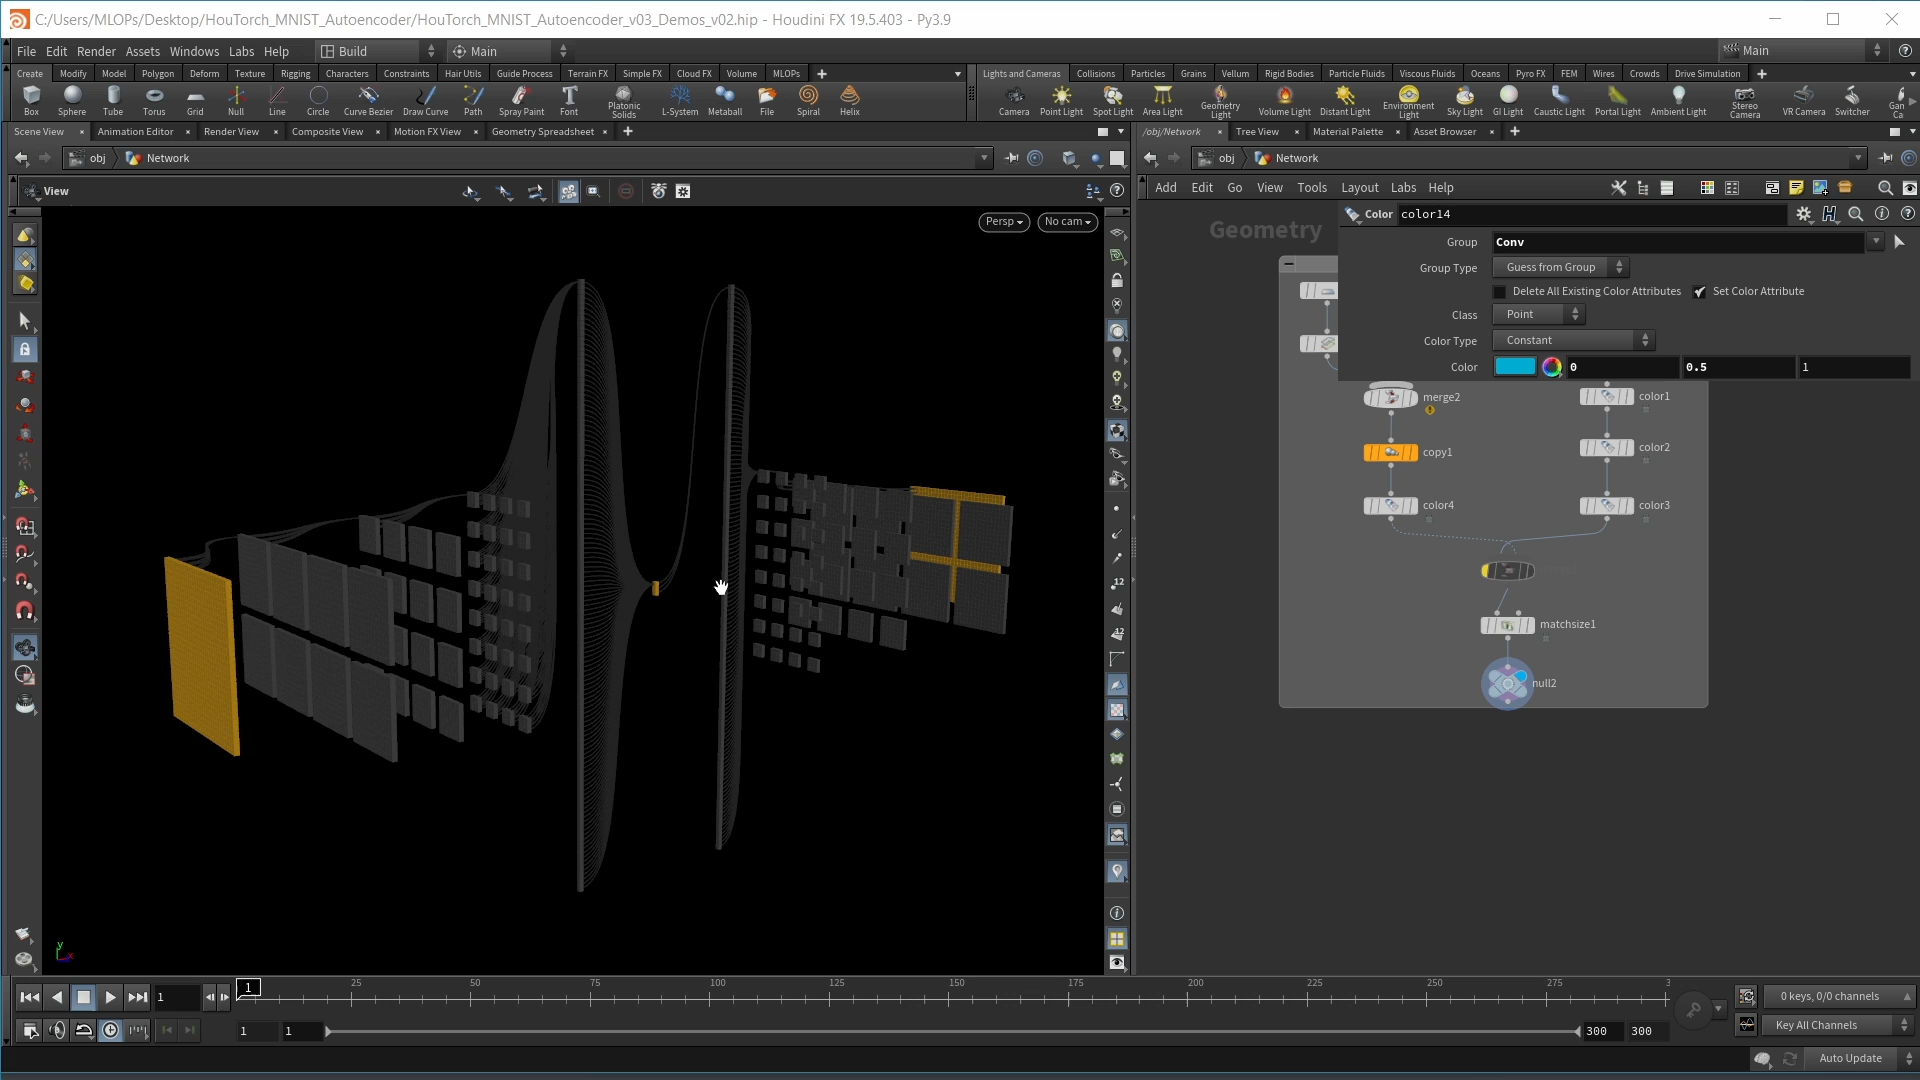 C:/Users/MLOPs/Desktop/HouTorch_MNIST_Autoencoder/HouTorch_MNIST_Autoencoder_v03_Demos_v02.hip - Houdini FX 19.5.403 - Py3.9
File Edit Render Assets Windows Labs Help Build Main Main
Create Modify Model Polygon Deform Texture Rigging Characters Constraints Hair Utils Guide Process Terrain FX Simple FX Cloud FX Volume MLOPs
Lights and Cameras Collisions Particles Grains Vellum Rigid Bodies Particle Fluids Viscous Fluids Oceans Pyro FX FEM Wires Crowds Drive Simulation
Box Sphere Tube Torus Grid Null Line Circle Curve Bezier Draw Curve Path Spray Paint Font Platonic Solids L-System Metaball File Spiral Helix
Camera Point Light Spot Light Area Light Geometry Light Volume Light Distant Light Environment Light Sky Light GI Light Caustic Light Portal Light Ambient Light Stereo Camera VR Camera Switcher Gan Ca
Scene View Animation Editor Render View Composite View Motion FX View Geometry Spreadsheet
/obj/Network Tree View Material Palette Asset Browser
obj Network
obj Network
View
Add Edit Go View Tools Layout Labs Help
Persp No cam
Geometry
Color color14
Group Conv
Group Type Guess from Group
Delete All Existing Color Attributes Set Color Attribute
Class Point
Color Type Constant
Color 0 0.5 1
merge2 color1
copy1 color2
color4 color3
matchsize1
null2
12
12
y
x
1 1 25 50 75 100 125 150 175 200 225 250 275 3
0 keys, 0/0 channels
1 1 300 300
Key All Channels
Auto Update